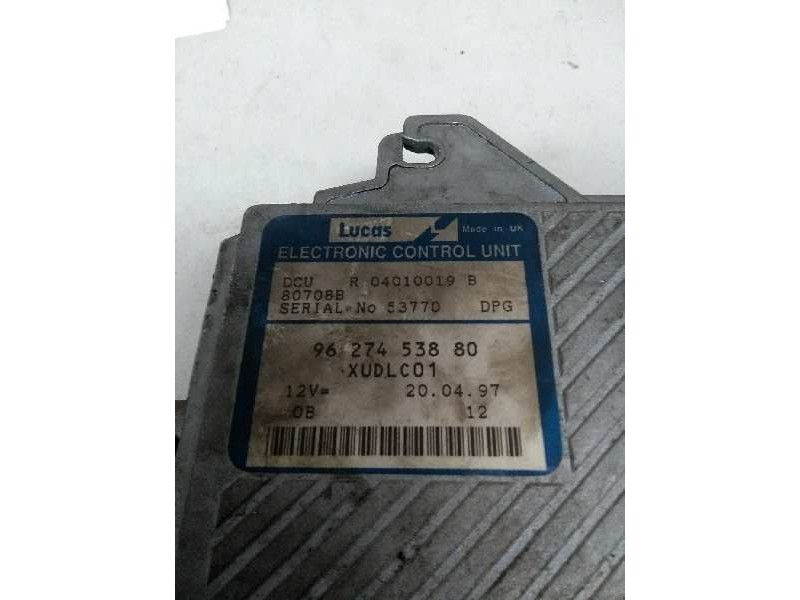 Lucas Made in UK
ELECTRONIC CONTROL UNIT
DCU R 04010019 B
80708B
SERIAL No 53770 DPG
96 274 538 80
XUDLC01
12V= 20.04.97
OB 12